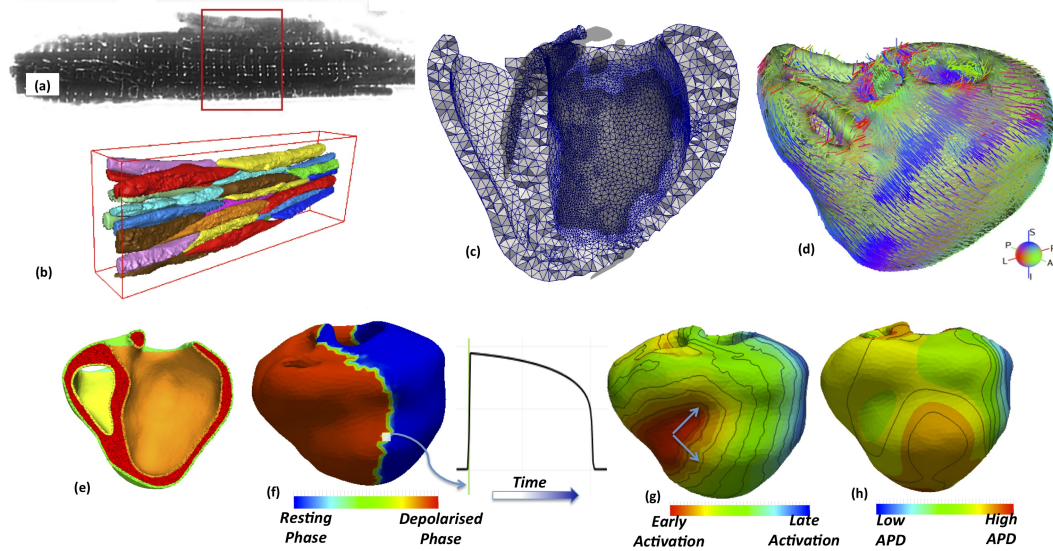 (a)
(b)
(c)
(d)
S
P
R
L
A
I
(e)
(f)
Resting
Phase
Depolarised
Phase
Time
(g)
Early
Activation
Late
Activation
(h)
Low
APD
High
APD